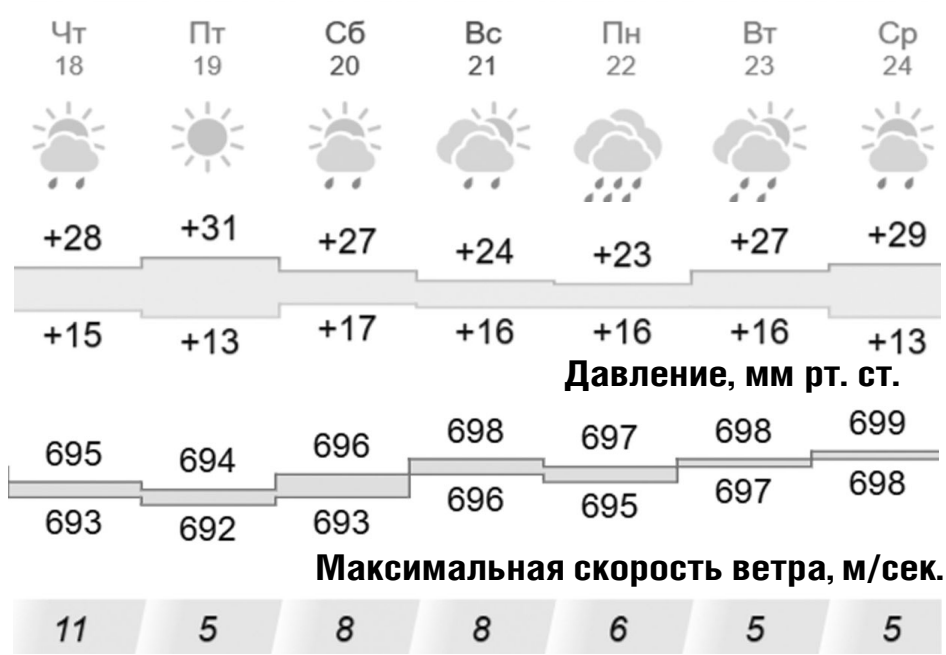 Чт Пт Сб Вс Пн Вт Ср
18 19 20 21 22 23 24
+28 +31 +27 +24 +23 +27 +29
+15 +13 +17 +16 +16 +16 +13
Давление, мм рт. ст.
695 694 696 698 697 698 699
693 692 693 696 695 697 698
Максимальная скорость ветра, м/сек.
11 5 8 8 6 5 5